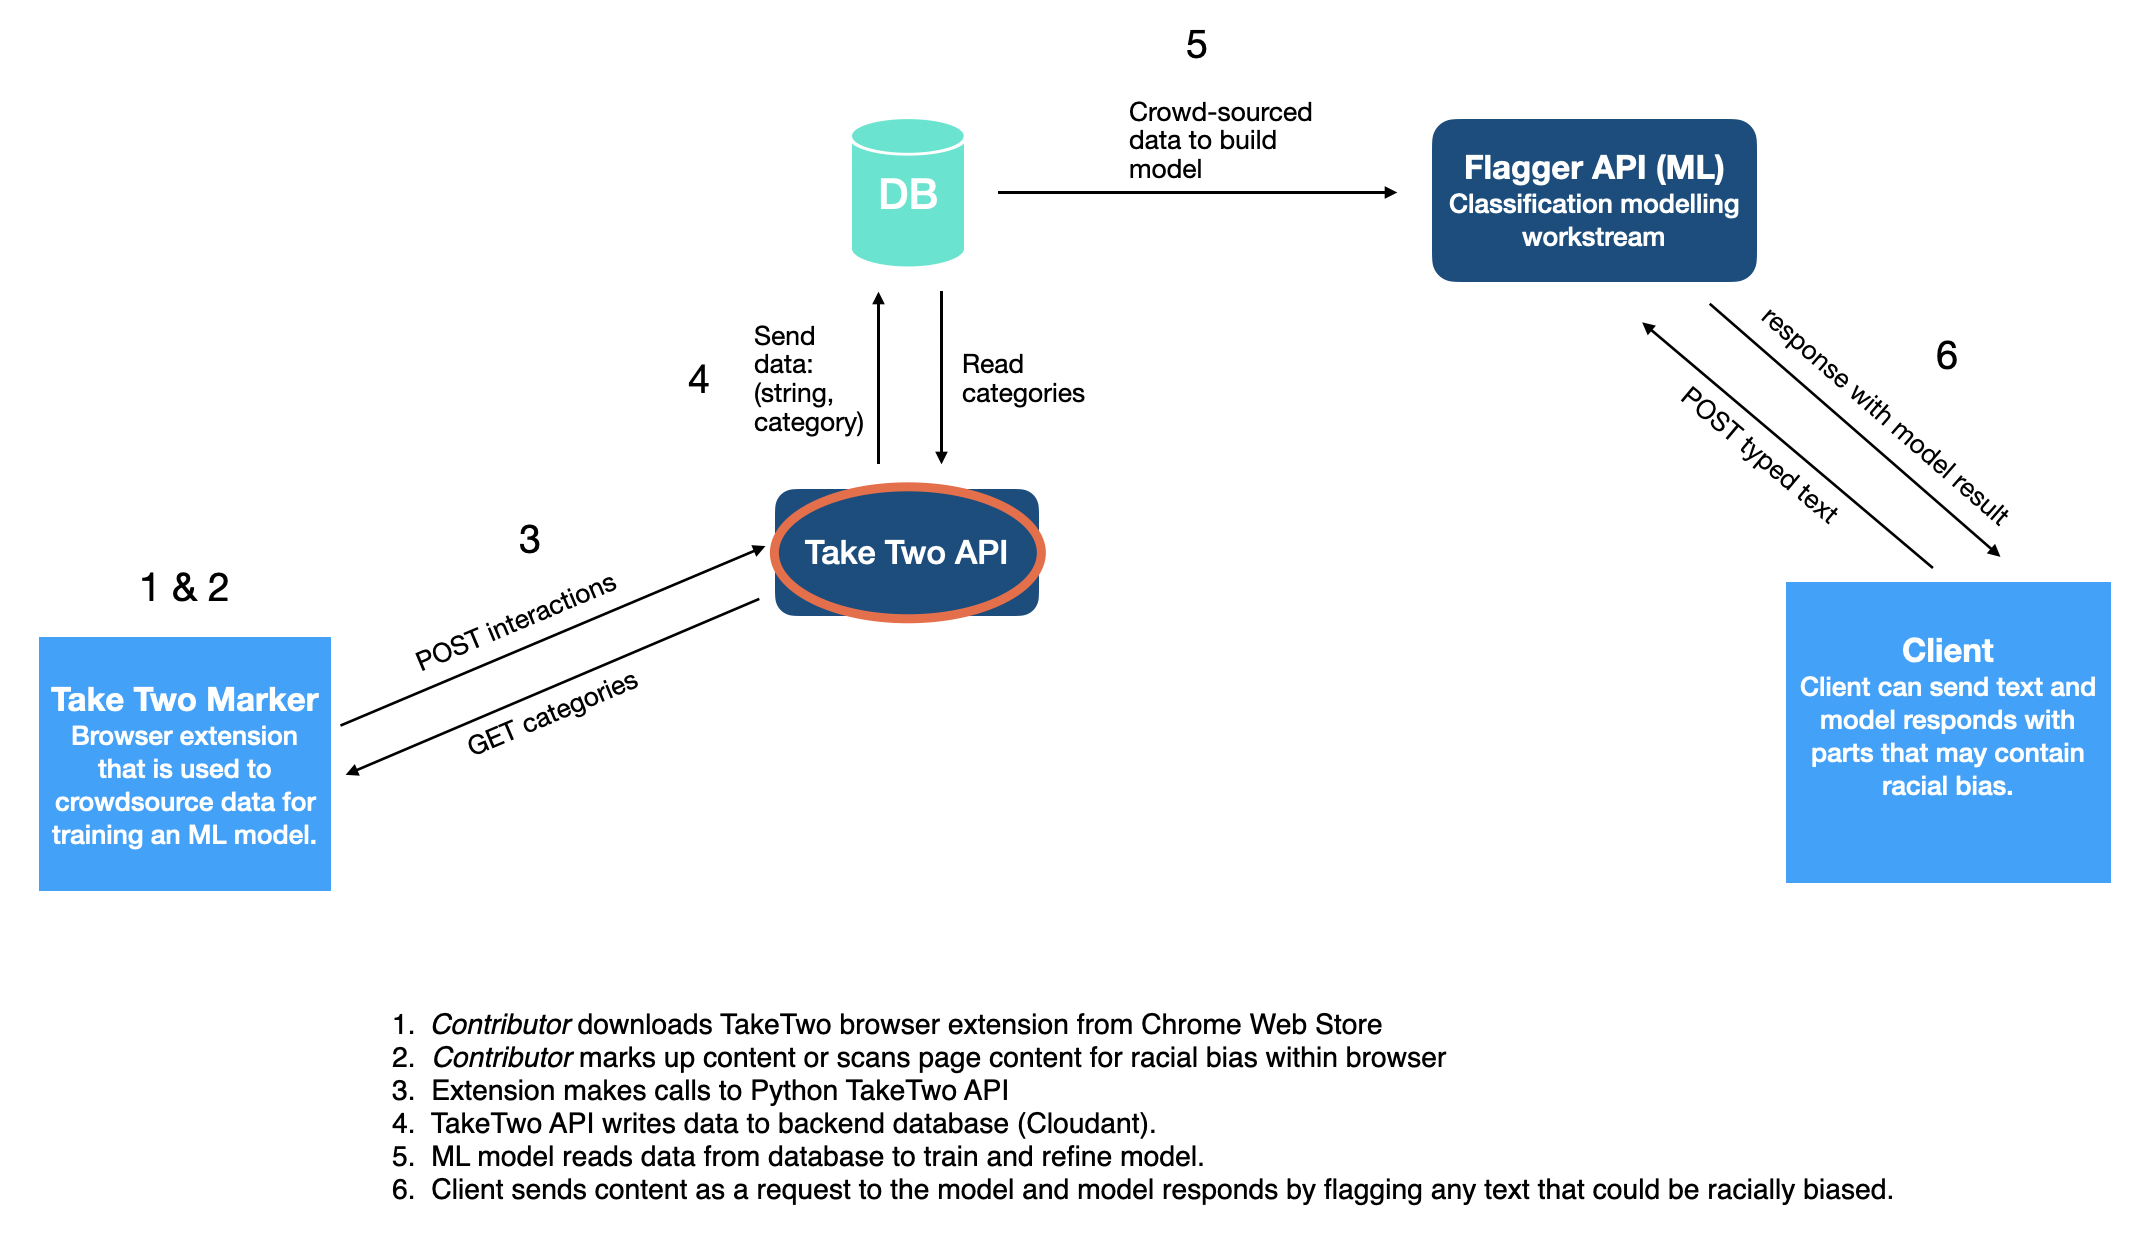 5
Crowd-sourced
data to build
model
DB
Flagger API (ML)
Classification modelling
workstream
4
Send
data:
(string,
category)
Read
categories
response with model result
6
POST typed text
3
Take Two API
POST interactions
GET categories
1 & 2
Take Two Marker
Browser extension
that is used to
crowdsource data for
training an ML model.
Client
Client can send text and
model responds with
parts that may contain
racial bias.
1. Contributor downloads TakeTwo browser extension from Chrome Web Store
2. Contributor marks up content or scans page content for racial bias within browser
3. Extension makes calls to Python TakeTwo API
4. TakeTwo API writes data to backend database (Cloudant).
5. ML model reads data from database to train and refine model.
6. Client sends content as a request to the model and model responds by flagging any text that could be racially biased.